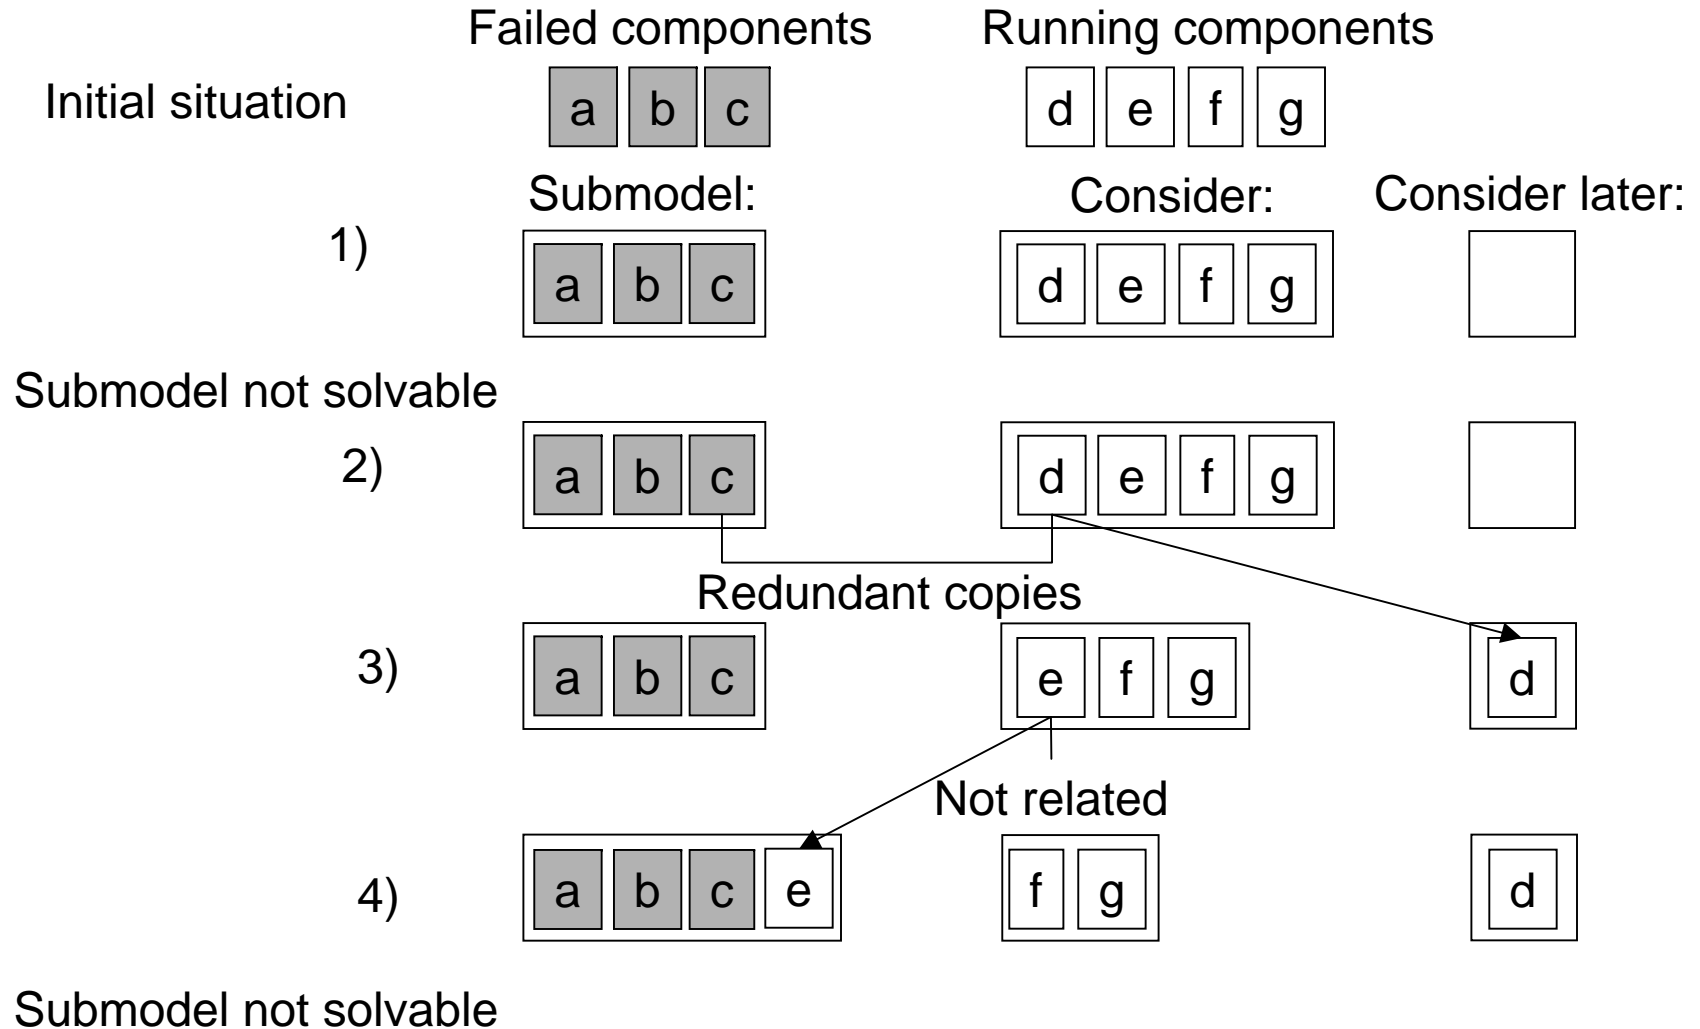 Failed components Running components
Initial situation a b c d e f g
Submodel: Consider: Consider later:
1) a b c d e f g
Submodel not solvable
2) a b c d e f g
Redundant copies
3) a b c e f g d
Not related
4) a b c e f g d
Submodel not solvable